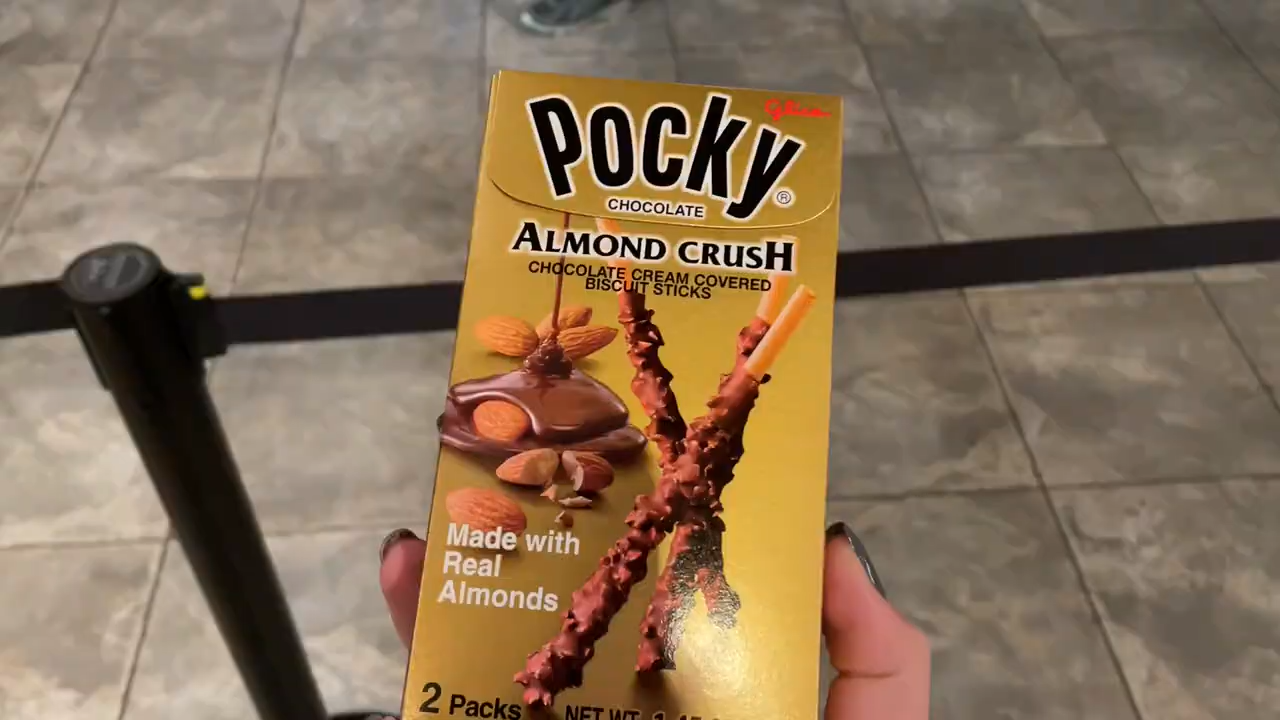 Glico
POCKY®
CHOCOLATE
ALMOND CRUSH
CHOCOLATE CREAM COVERED
BISCUIT STICKS
Made with
Real
Almonds
2 Packs NET WT.